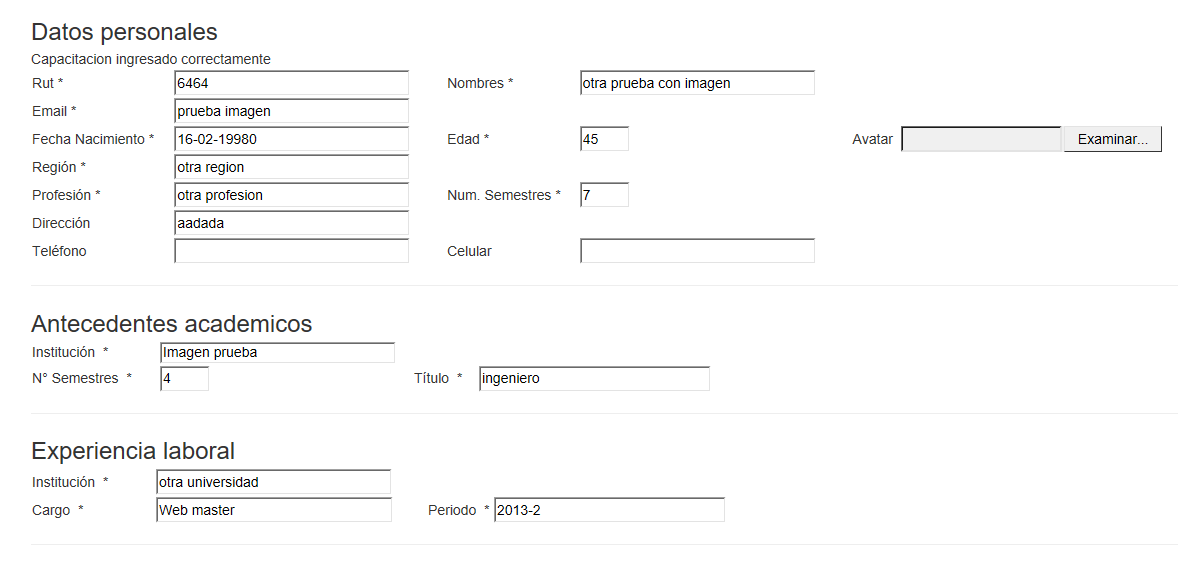 Datos personales
Capacitacion ingresado correctamente
Rut * 6464 Nombres * otra prueba con imagen
Email * prueba imagen
Fecha Nacimiento * 16-02-19980 Edad * 45 Avatar Examinar...
Región * otra region
Profesión * otra profesion Num. Semestres * 7
Dirección aadada
Teléfono Celular
Antecedentes academicos
Institución * Imagen prueba
N° Semestres * 4 Título * ingeniero
Experiencia laboral
Institución * otra universidad
Cargo * Web master Periodo * 2013-2